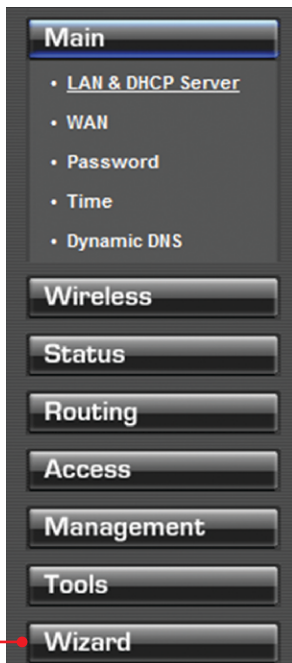 Main
• LAN & DHCP Server
• WAN
• Password
• Time
• Dynamic DNS
Wireless
Status
Routing
Access
Management
Tools
Wizard